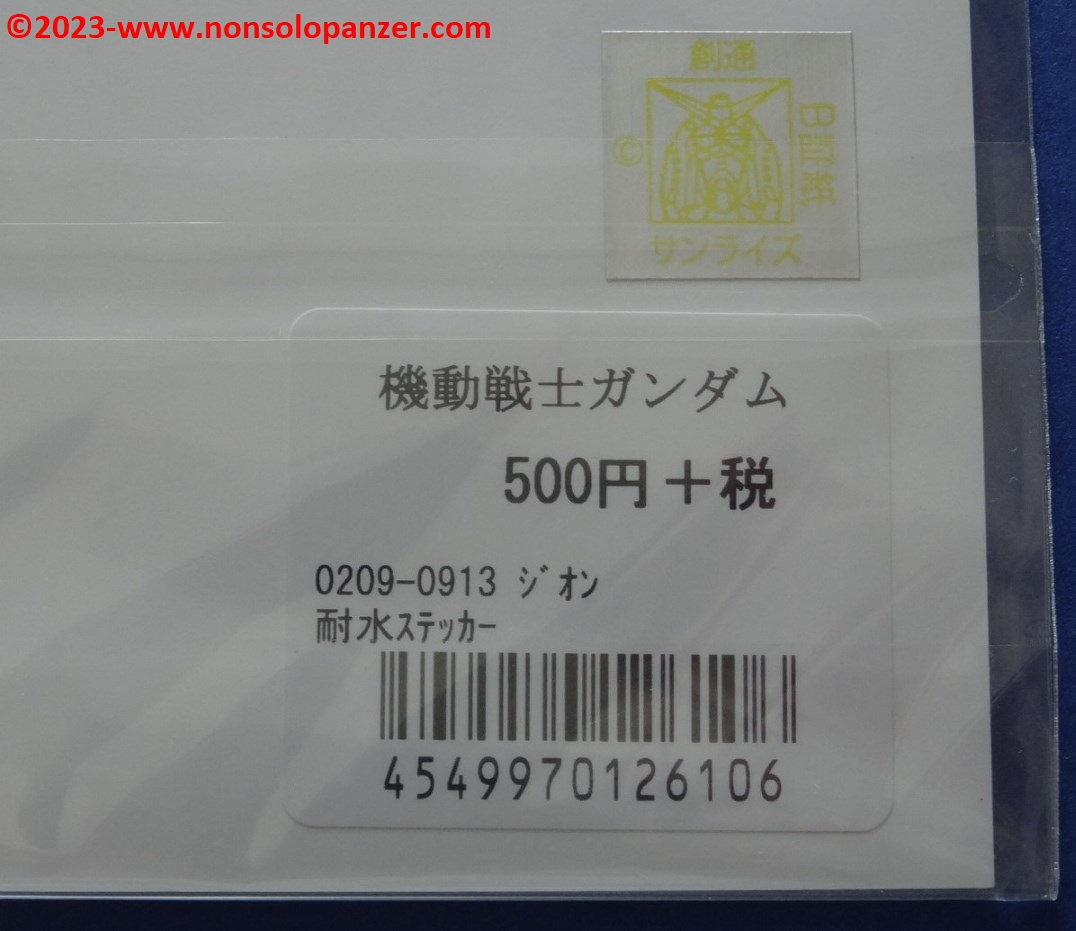 ©2023-www.nonsolopanzer.com
創通
©
B証紙
サンライズ
機動戦士ガンダム
500円＋税
0209-0913 ｼﾞｵﾝ
耐水ｽﾃｯｶｰ
4549970126106